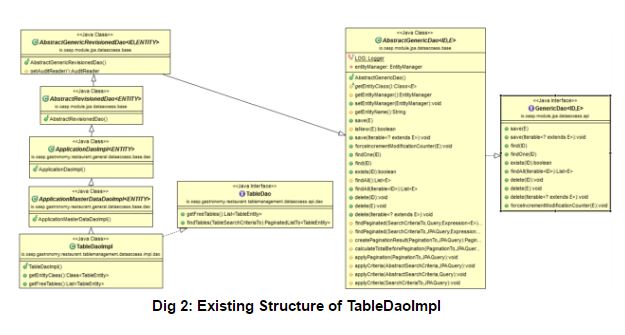 <<Java Class>>
AbstractGenericRevisionedDao<ID,ENTITY>
io.oasp.module.jpa.dataaccess.base
AbstractGenericRevisionedDao()
setAuditReader():AuditReader
<<Java Class>>
AbstractRevisionedDao<ENTITY>
io.oasp.module.jpa.dataaccess.base
AbstractRevisionedDao()
<<Java Class>>
ApplicationDaoImpl<ENTITY>
io.oasp.gastronomy.restaurant.general.dataaccess.base.dao
ApplicationDaoImpl()
<<Java Class>>
ApplicationMasterDataDaoImpl<ENTITY>
io.oasp.gastronomy.restaurant.general.dataaccess.base.dao
ApplicationMasterDataDaoImpl()
<<Java Class>>
TableDaoImpl
io.oasp.gastronomy.restaurant.tablemanagement.dataaccess.impl.dao
TableDaoImpl()
getEntityClass():Class<TableEntity>
getFreeTables():List<TableEntity>
<<Java Interface>>
TableDao
io.oasp.gastronomy.restaurant.tablemanagement.dataaccess.api.dao
getFreeTables():List<TableEntity>
findTables(TableSearchCriteriaTo):PaginatedListTo<TableEntity>
<<Java Class>>
AbstractGenericDao<ID,E>
io.oasp.module.jpa.dataaccess.base
LOG: Logger
entityManager: EntityManager
AbstractGenericDao()
getEntityClass():Class<E>
getEntityManager():EntityManager
setEntityManager(EntityManager):void
getEntityName():String
save(E)
isNew(E):boolean
save(Iterable<? extends E>):void
forceIncrementModificationCounter(E):void
findOne(ID)
find(ID)
exists(ID):boolean
findAll():List<E>
findAll(Iterable<ID>):List<E>
delete(ID):void
delete(E):void
delete(Iterable<? extends E>):void
findPaginated(SearchCriteriaTo,Query,Expression<E>)
findPaginated(SearchCriteriaTo,JPAQuery,Expression
createPaginationResult(PaginationTo,JPAQuery):Pagin
calculateTotalBeforePagination(PaginationTo,JPAQuery)
applyPagination(PaginationTo,JPAQuery):void
applyCriteria(AbstractSearchCriteria,Query):void
applyCriteria(AbstractSearchCriteria,JPAQuery):void
applyCriteria(SearchCriteriaTo,JPAQuery):void
<<Java Interface>>
GenericDao<ID,E>
io.oasp.module.jpa.dataaccess.api
save(E)
save(Iterable<? extends E>):void
find(ID)
findOne(ID)
exists(ID):boolean
findAll(Iterable<ID>):List<E>
delete(ID):void
delete(E):void
delete(Iterable<? extends E>):void
forceIncrementModificationCounter(E):void
Dig 2: Existing Structure of TableDaoImpl